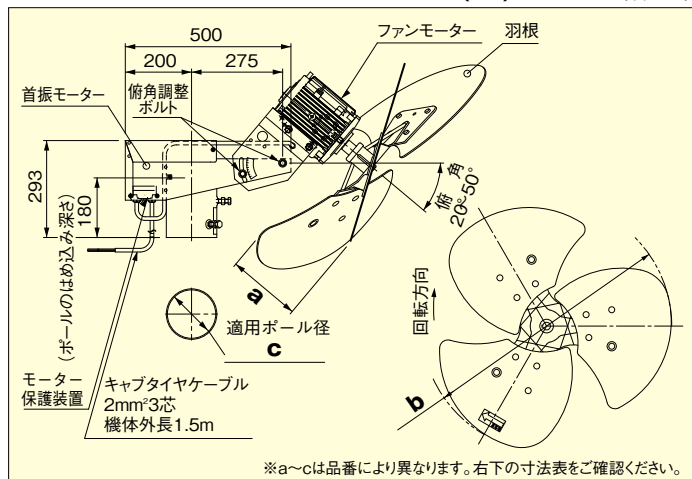 500
200
275
ファンモーター
羽根
首振モーター
俯角調整
ボルト
293
180
(ポールのはめ込み深さ)
俯角
20°~50°
a
適用ポール径
c
回転方向
b
モーター
保護装置
キャブタイヤケーブル
2mm²3芯
機体外長1.5m
※a~cは品番により異なります。右下の寸法表をご確認ください。